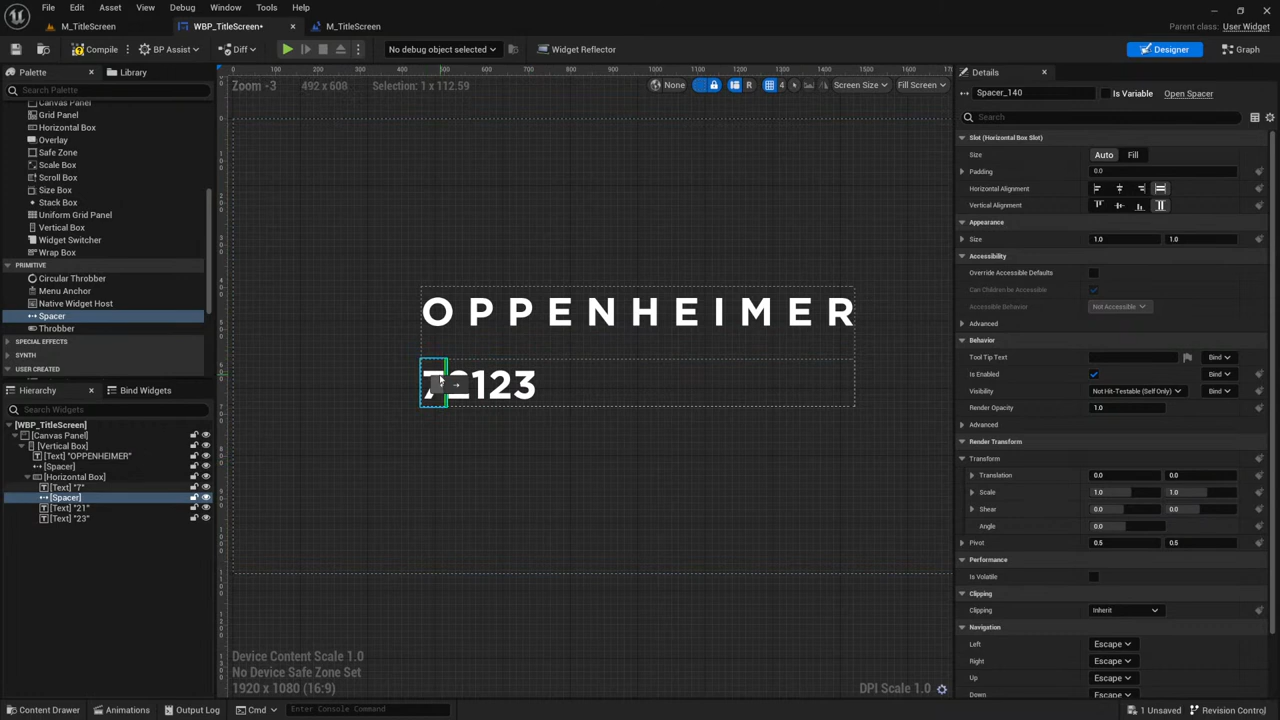 File Edit Asset View Debug Window Tools Help
M_TitleScreen WBP_TitleScreen• M_TitleScreen Parent class: User Widget
Compile BP Assist Diff No debug object selected Widget Reflector Designer Graph
Palette Library
Search Palette
Canvas Panel
Grid Panel
Horizontal Box
Overlay
Safe Zone
Scale Box
Scroll Box
Size Box
Stack Box
Uniform Grid Panel
Vertical Box
Widget Switcher
Wrap Box
PRIMITIVE
Circular Throbber
Menu Anchor
Native Widget Host
Spacer
Throbber
SPECIAL EFFECTS
SYNTH
USER CREATED
Hierarchy Bind Widgets
Search Widgets
[WBP_TitleScreen]
[Canvas Panel]
[Vertical Box]
[Text] "OPPENHEIMER"
[Spacer]
[Horizontal Box]
[Text] "7"
[Spacer]
[Text] "21"
[Text] "23"
Zoom -3 492 x 600 Selection: 1 x 112.59
None R 4 Screen Size Fill Screen
OPPENHEIMER
72123
Device Content Scale 1.0
No Device Safe Zone Set
1920 x 1080 (16:9)
DPI Scale 1.0
Details
Spacer_140 Is Variable Open Spacer
Search
Slot (Horizontal Box Slot)
Size Auto Fill
Padding 0.0
Horizontal Alignment
Vertical Alignment
Appearance
Size 1.0 1.0
Accessibility
Override Accessible Defaults
Can Children be Accessible
Accessible Behavior Not Accessible
Advanced
Behavior
Tool Tip Text Bind
Is Enabled Bind
Visibility Not Hit-Testable (Self Only) Bind
Render Opacity 1.0
Advanced
Render Transform
Transform
Translation 0.0 0.0
Scale 1.0 1.0
Shear 0.0 0.0
Angle 0.0
Pivot 0.5 0.5
Performance
Is Volatile
Clipping
Clipping Inherit
Navigation
Left Escape
Right Escape
Up Escape
Down Escape
Content Drawer Animations Output Log Cmd Enter Console Command 1 Unsaved Revision Control